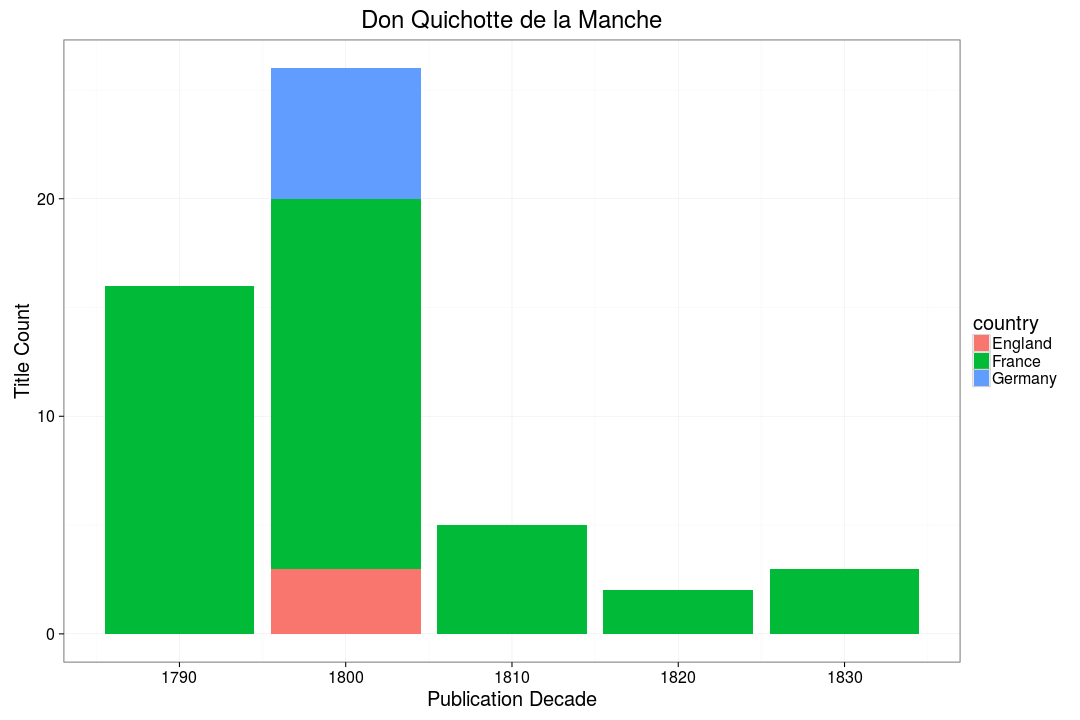 Don Quichotte de la Manche
Title Count
20
10
0
1790 1800 1810 1820 1830
Publication Decade
country
England
France
Germany